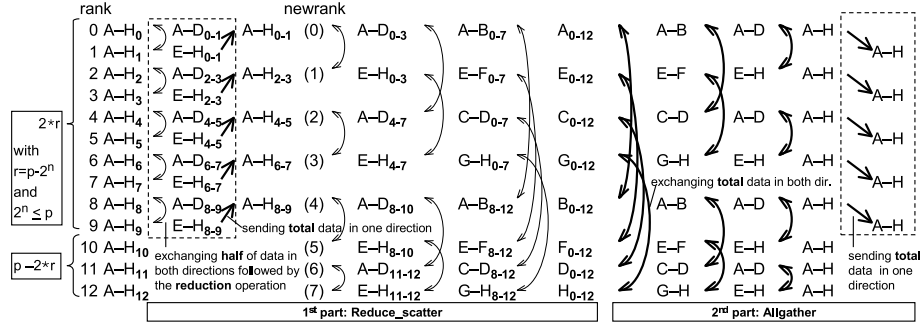 rank newrank
0 A–H0 A–D0-1 A–H0-1 (0) A–D0-3 A–B0-7 A0-12 A–B A–D A–H
1 A–H1 E–H0-1 A–H
2 A–H2 A–D2-3 A–H2-3 (1) E–H0-3 E–F0-7 E0-12 E–F E–H A–H
3 A–H3 E–H2-3 A–H
4 A–H4 A–D4-5 A–H4-5 (2) A–D4-7 C–D0-7 C0-12 C–D A–D A–H
5 A–H5 E–H4-5 A–H
6 A–H6 A–D6-7 A–H6-7 (3) E–H4-7 G–H0-7 G0-12 G–H E–H A–H
7 A–H7 E–H6-7 A–H
exchanging total data in both dir.
8 A–H8 A–D8-9 A–H8-9 (4) A–D8-10 A–B8-12 B0-12 A–B A–D A–H
9 A–H9 E–H8-9 A–H
sending total data in one direction
10 A–H10 (5) E–H8-10 E–F8-12 F0-12 E–F E–H A–H
11 A–H11 (6) A–D11-12 C–D8-12 D0-12 C–D A–D A–H
12 A–H12 (7) E–H11-12 G–H8-12 H0-12 G–H E–H A–H
2*r
with
r=p-2^n
and
2^n ≤ p
p–2*r
exchanging half of data in
both directions followed by
the reduction operation
sending total
data in one
direction
1st part: Reduce_scatter
2nd part: Allgather